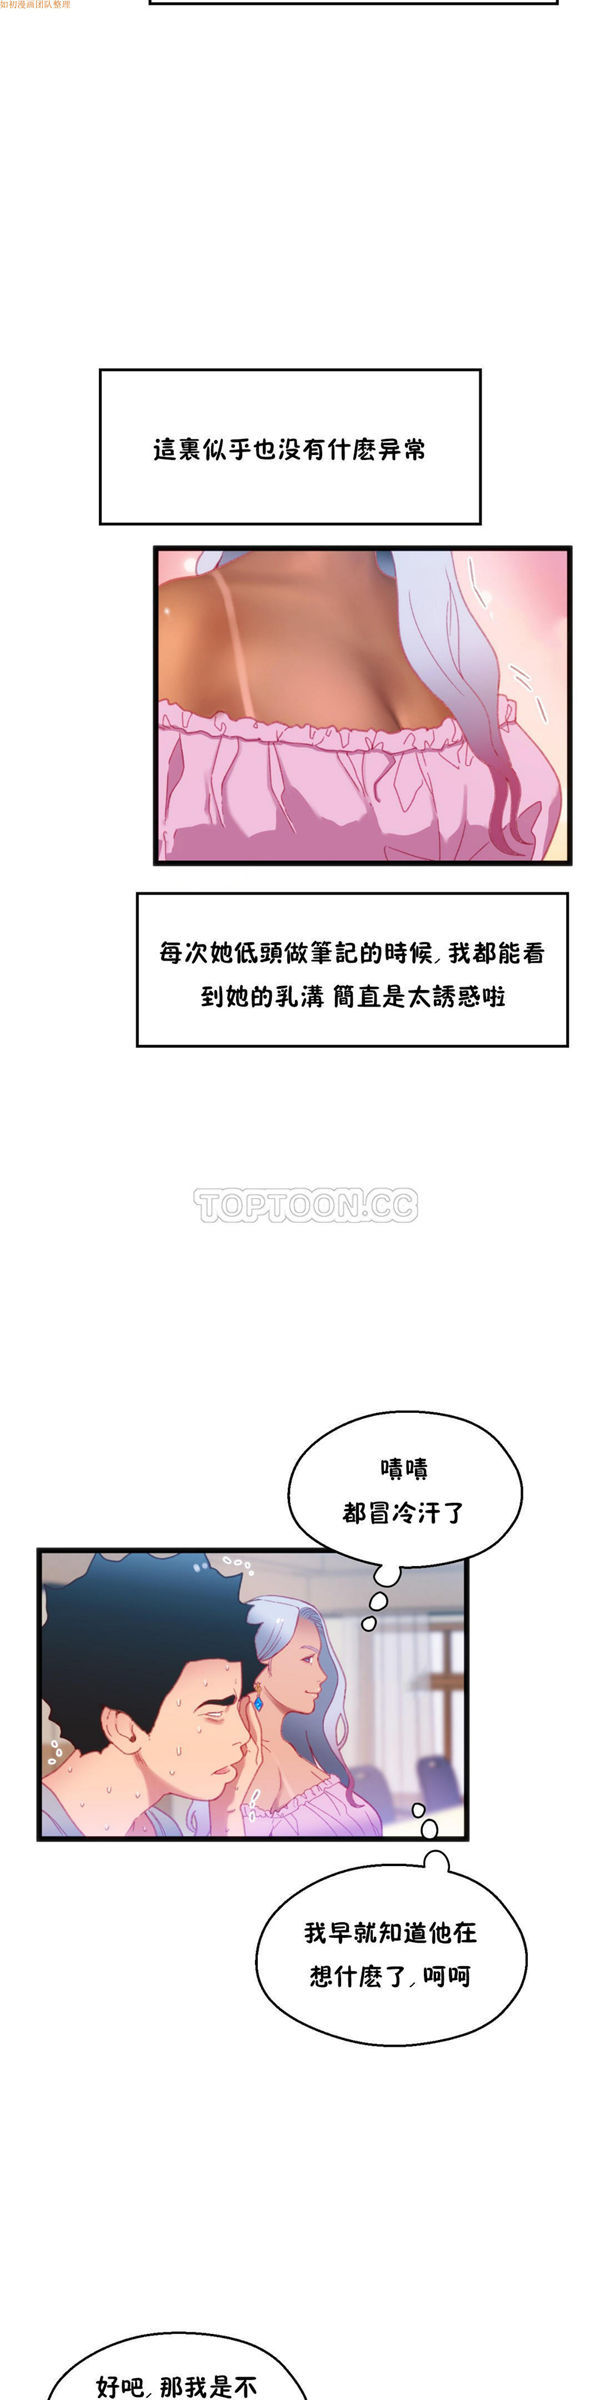 如初漫画团队整理
這裏似乎也没有什麽异常
每次她低頭做筆記的時候, 我都能看
到她的乳溝 簡直是太誘惑啦
TOPTOON.CC
嘖嘖
都冒冷汗了
我早就知道他在
想什麽了, 呵呵
好吧, 那我是不